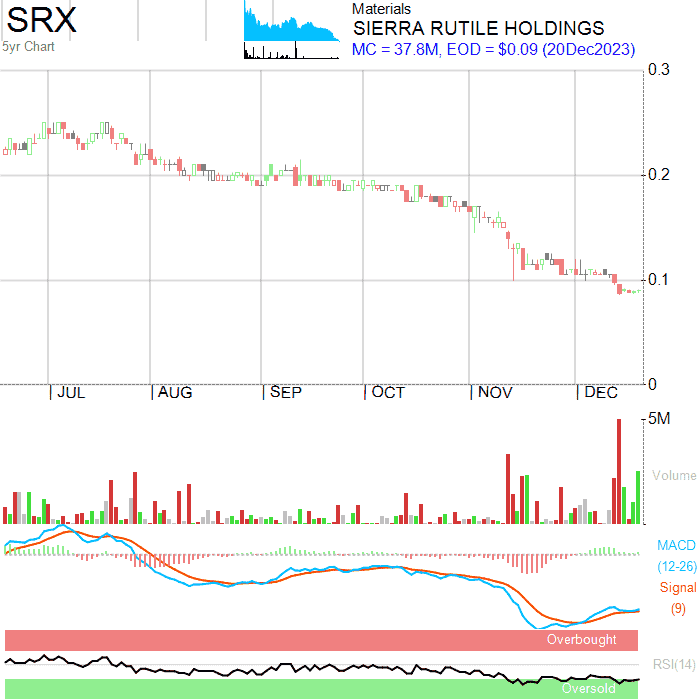 SRX
5yr Chart
Materials
SIERRA RUTILE HOLDINGS
MC = 37.8M, EOD = $0.09 (20Dec2023)
0.3
0.2
0.1
0
JUL AUG SEP OCT NOV DEC
5M
Volume
MACD
(12-26)
Signal
(9)
Overbought
RSI(14)
Oversold